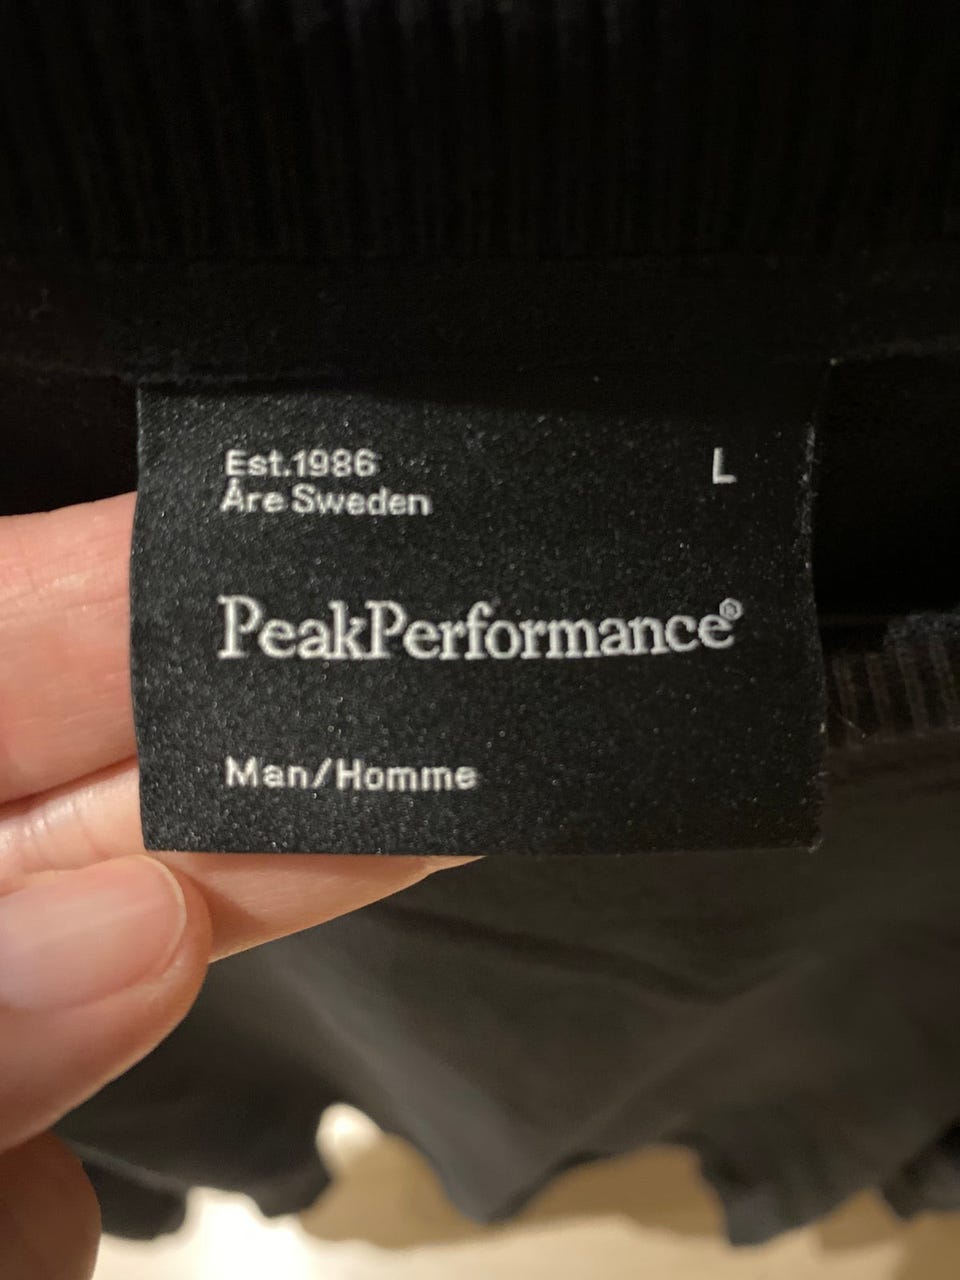 Est.1986 L
Åre Sweden
PeakPerformance®
Man/Homme